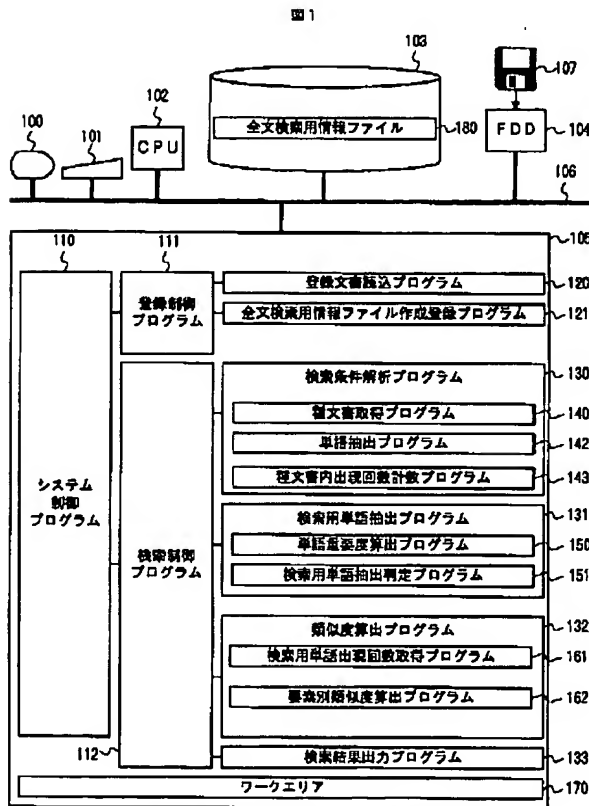 図1
103
107
102
100
101
CPU
FDD
104
全文検索用情報ファイル
180
106
105
110
111
登録文書読込プログラム
120
登録制御
プログラム
全文検索用情報ファイル作成登録プログラム
121
検索条件解析プログラム
130
種文書取得プログラム
140
単語抽出プログラム
142
種文書内出現回数計数プログラム
143
システム
制御
プログラム
検索制御
プログラム
検索用単語抽出プログラム
131
単語重要度算出プログラム
150
検索用単語抽出判定プログラム
151
類似度算出プログラム
132
検索用単語出現回数取得プログラム
161
要素別類似度算出プログラム
162
112
検索結果出力プログラム
133
ワークエリア
170